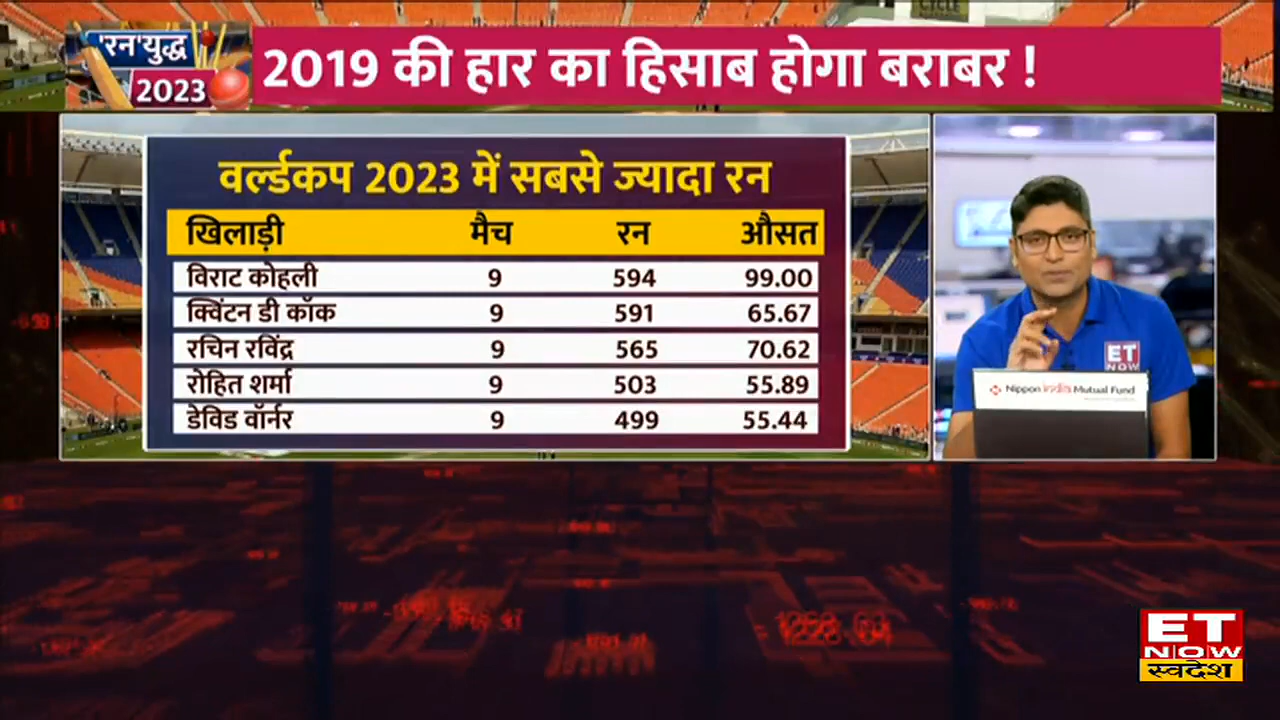 'रन'युद्ध
2023
2019 की हार का हिसाब होगा बराबर !
वर्ल्डकप 2023 में सबसे ज्यादा रन
खिलाड़ी मैच रन औसत
विराट कोहली 9 594 99.00
क्विंटन डी कॉक 9 591 65.67
रचिन रविंद्र 9 565 70.62
रोहित शर्मा 9 503 55.89
डेविड वॉर्नर 9 499 55.44
ET
NOW
Nippon india Mutual Fund
ET
NOW
स्वदेश